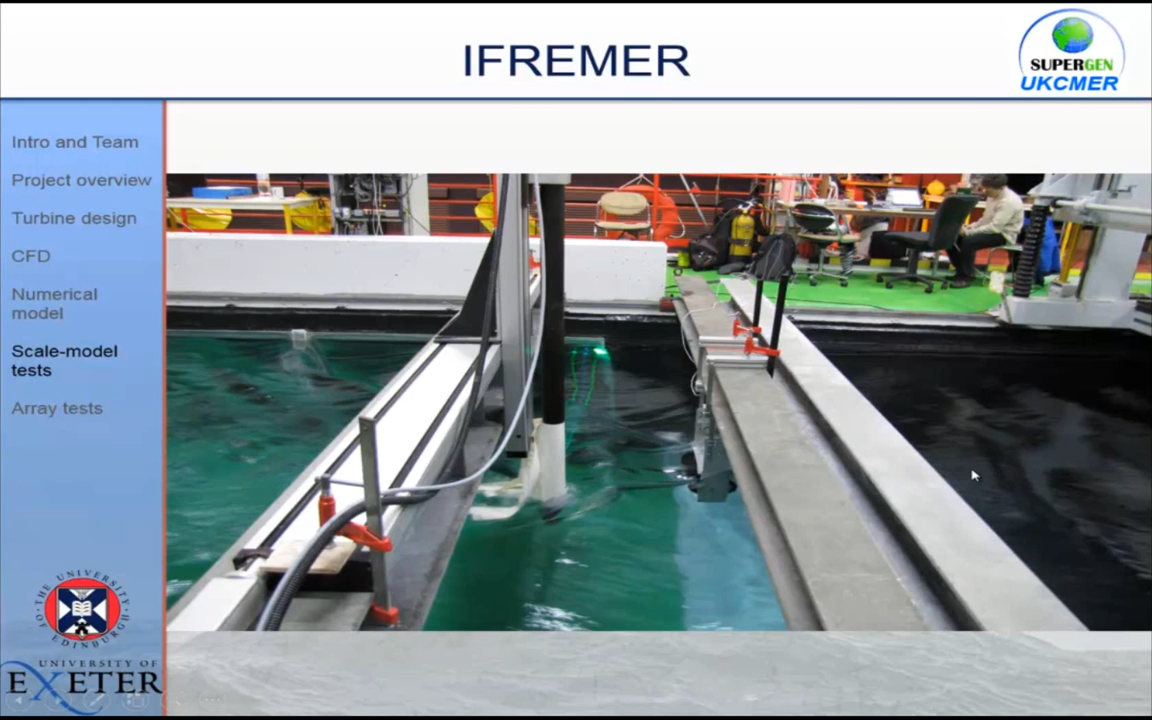 IFREMER
SUPERGEN
UKCMER
Intro and Team
Project overview
Turbine design
CFD
Numerical
model
Scale-model
tests
Array tests
THE UNIVERSITY
OF EDINBURGH
UNIVERSITY OF
EXETER